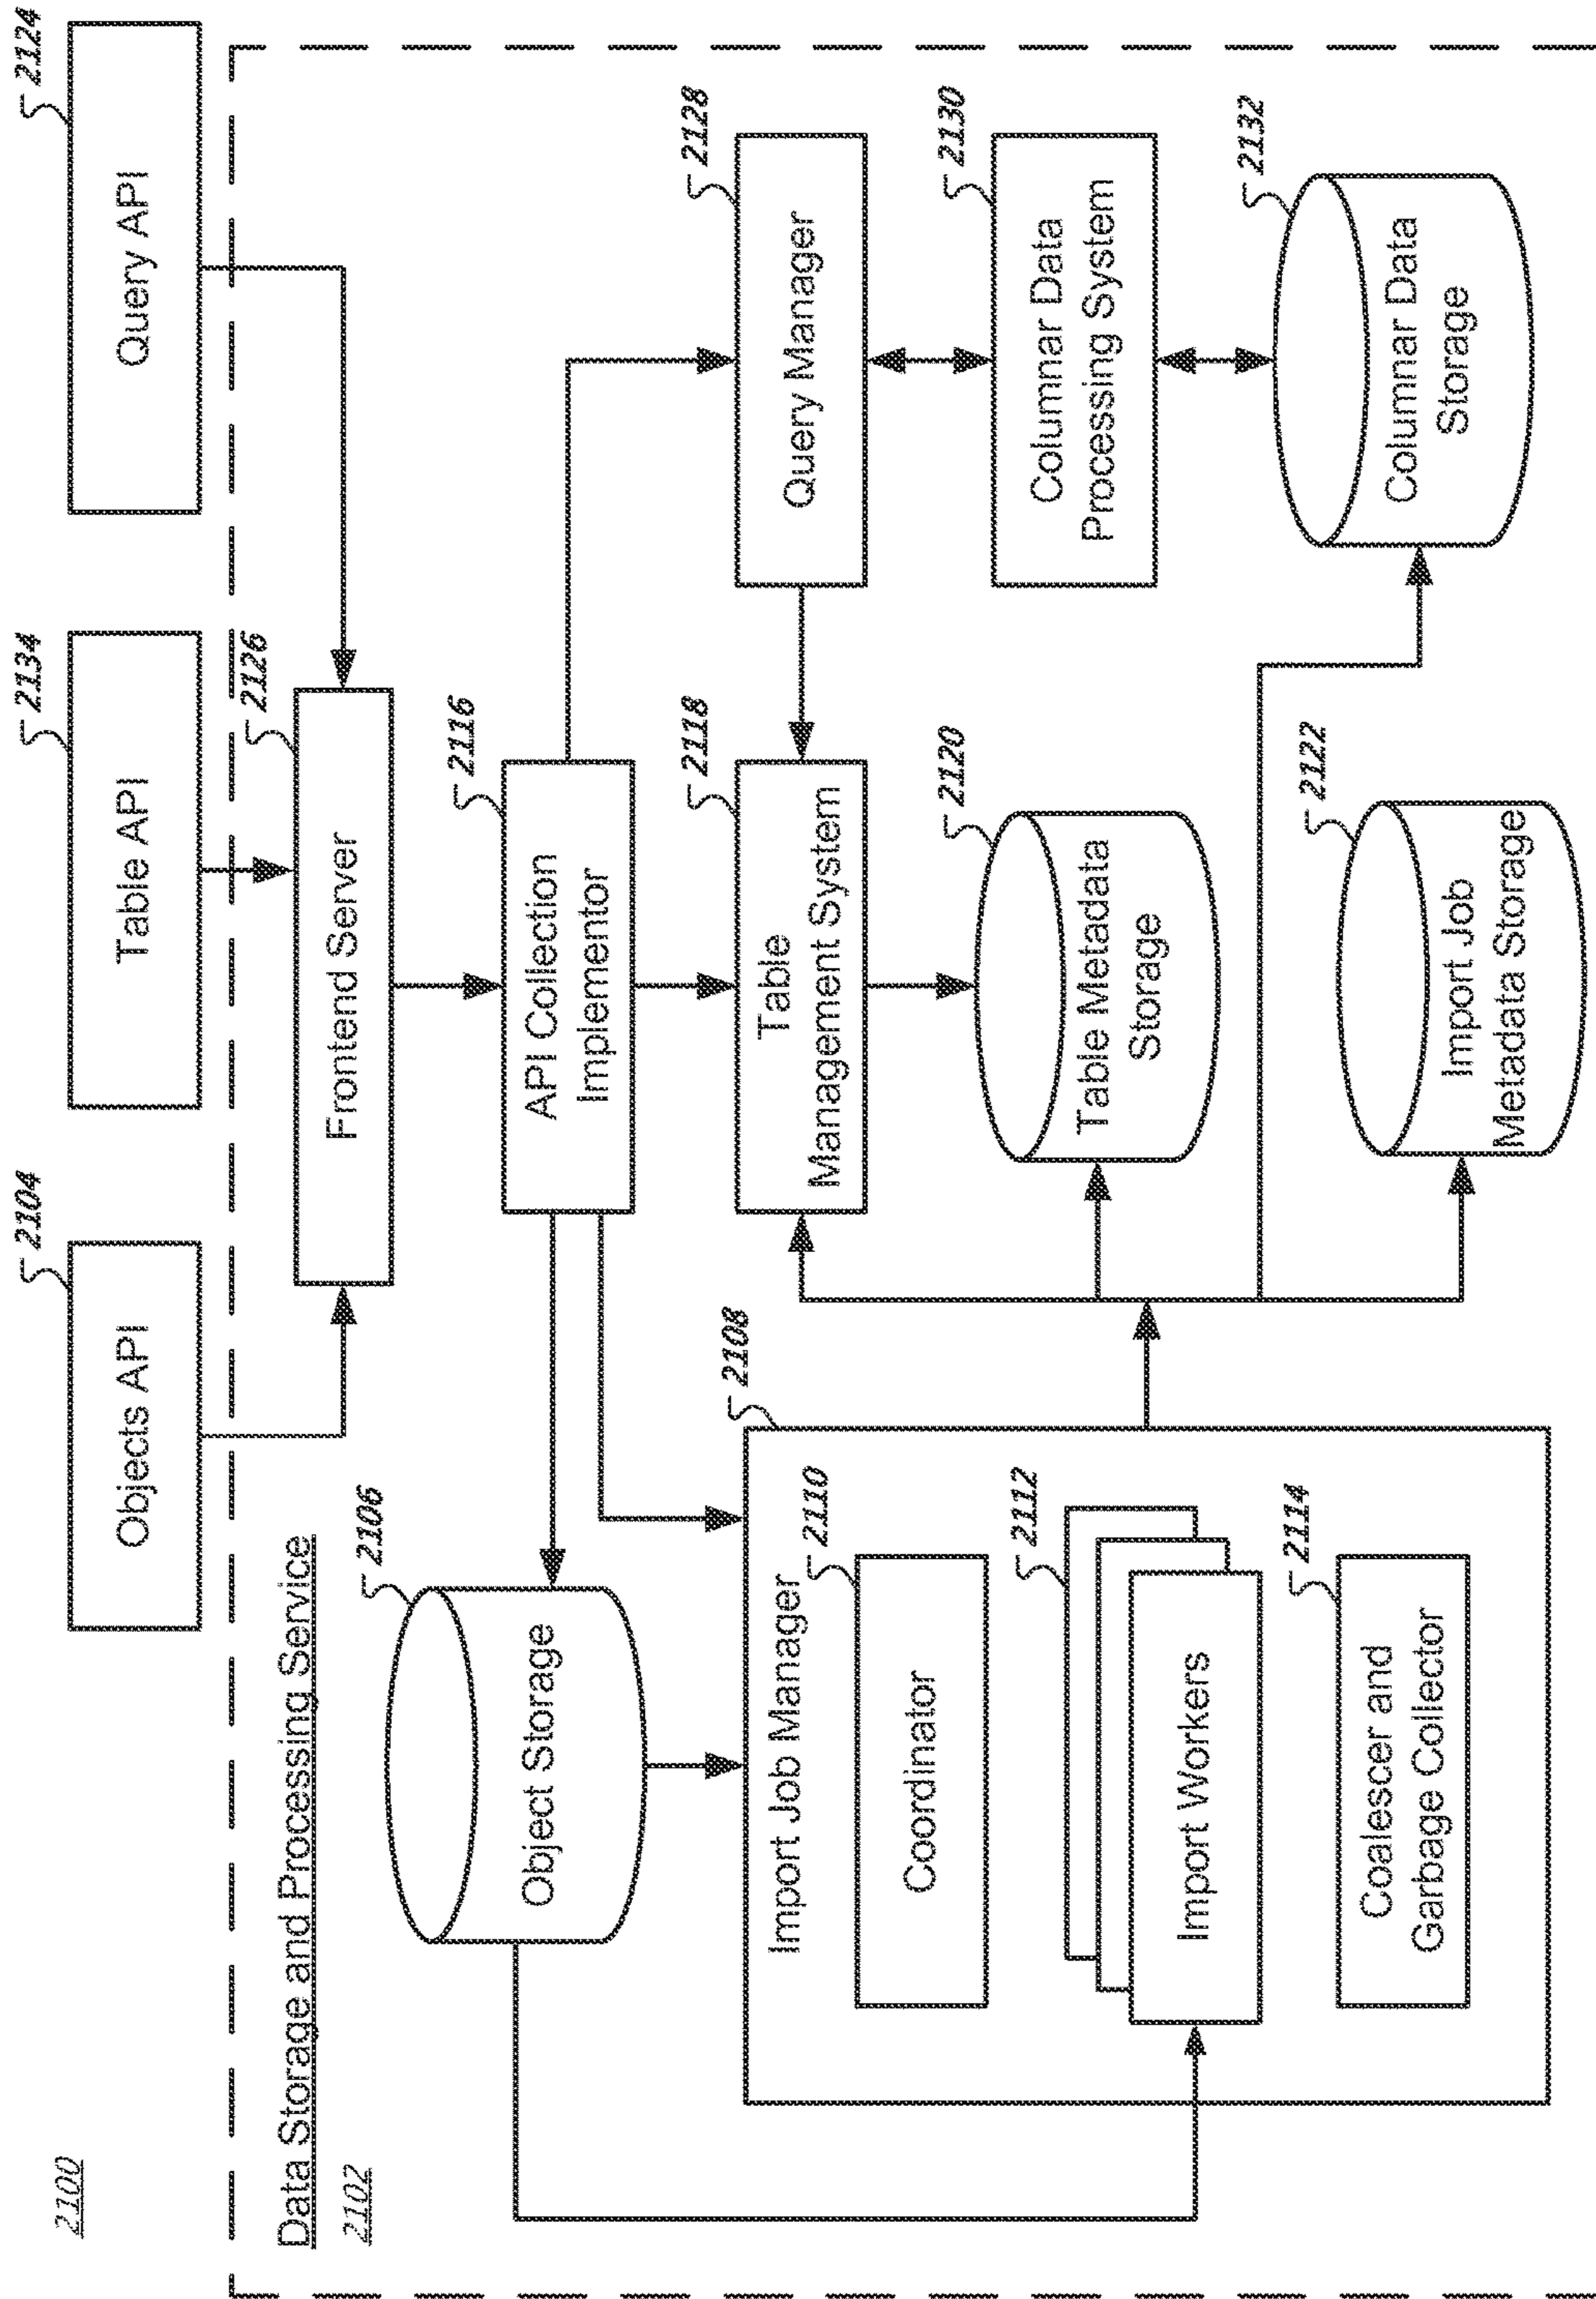 2100
Objects API
2104
Table API
2134
Query API
2124
Data Storage and Processing Service
2102
Frontend Server
2126
Object Storage
2106
API Collection
Implementor
2116
Import Job Manager
2108
Coordinator
2110
Import Workers
2112
Coalescer and
Garbage Collector
2114
Table
Management System
2118
Query Manager
2128
Table Metadata
Storage
2120
Columnar Data
Processing System
2130
Import Job
Metadata Storage
2122
Columnar Data
Storage
2132